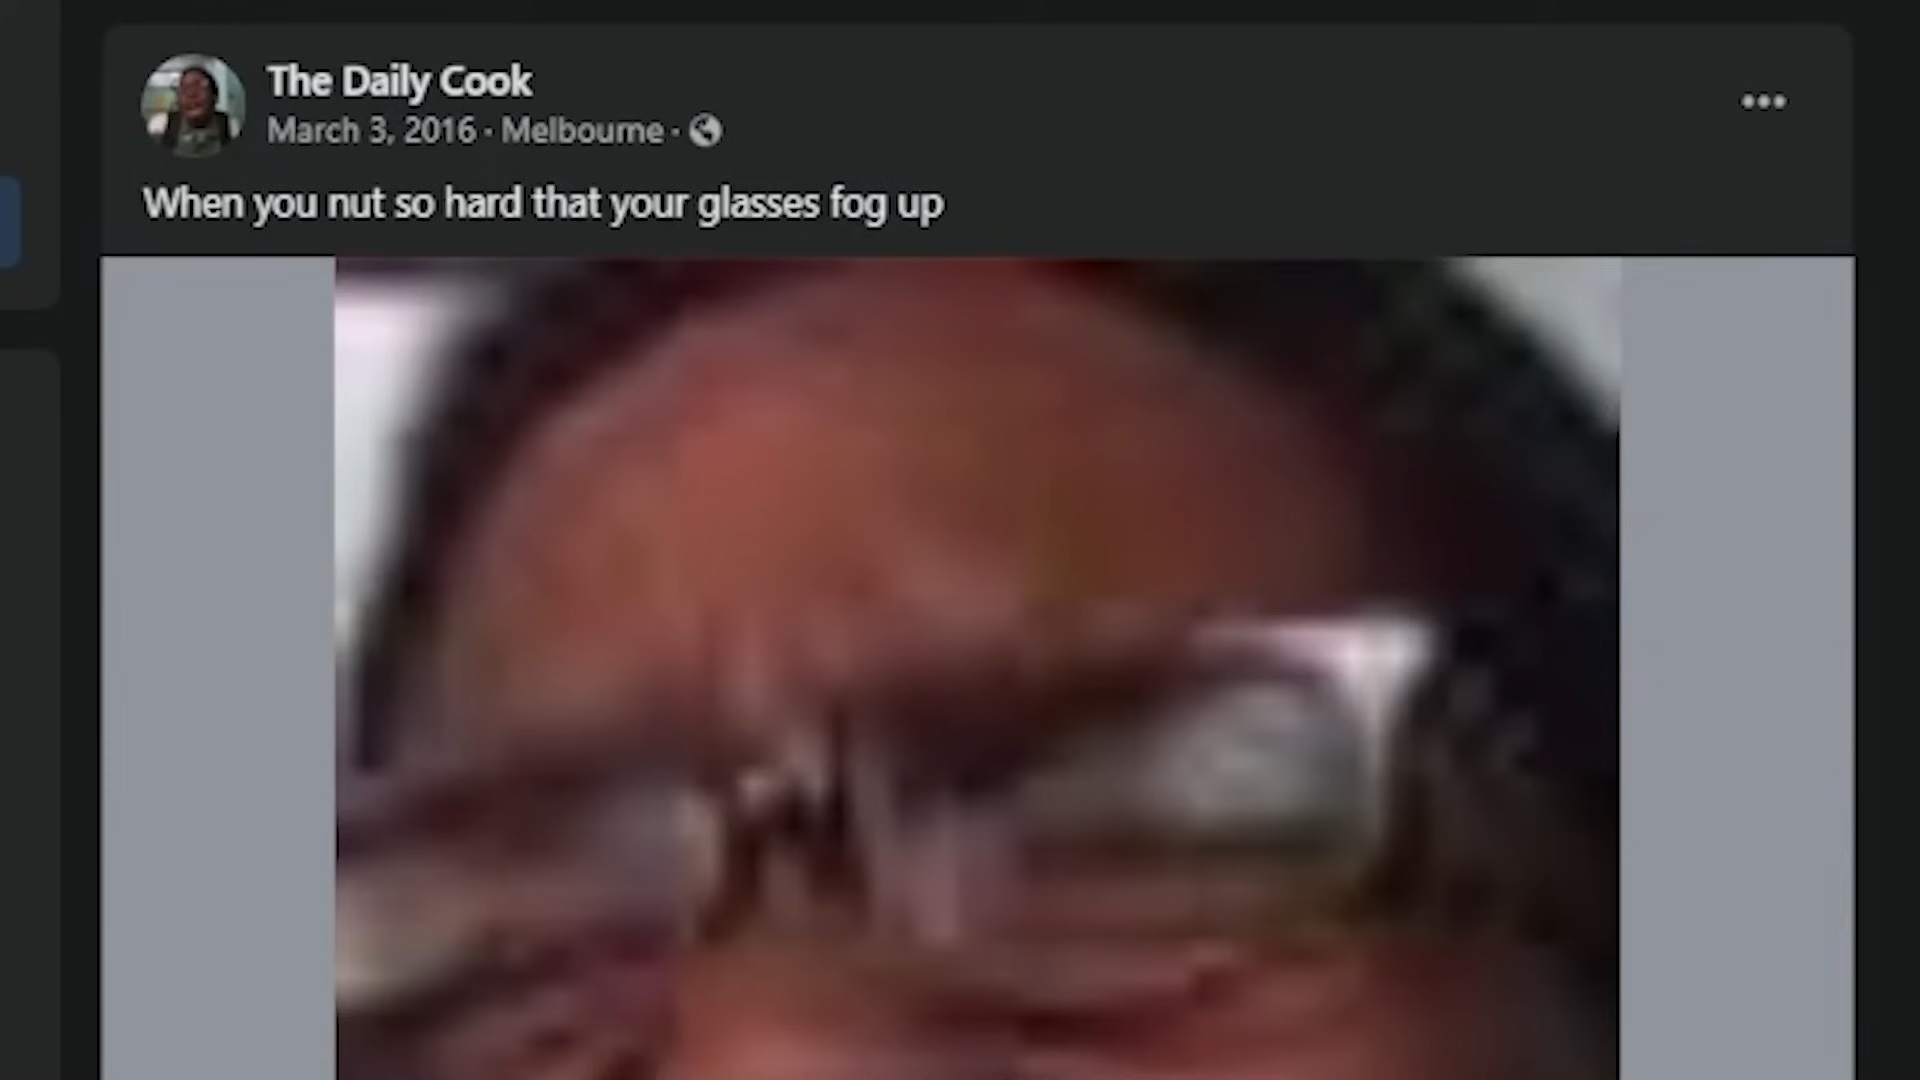 The Daily Cook
March 3, 2016 · Melbourne ·
When you nut so hard that your glasses fog up